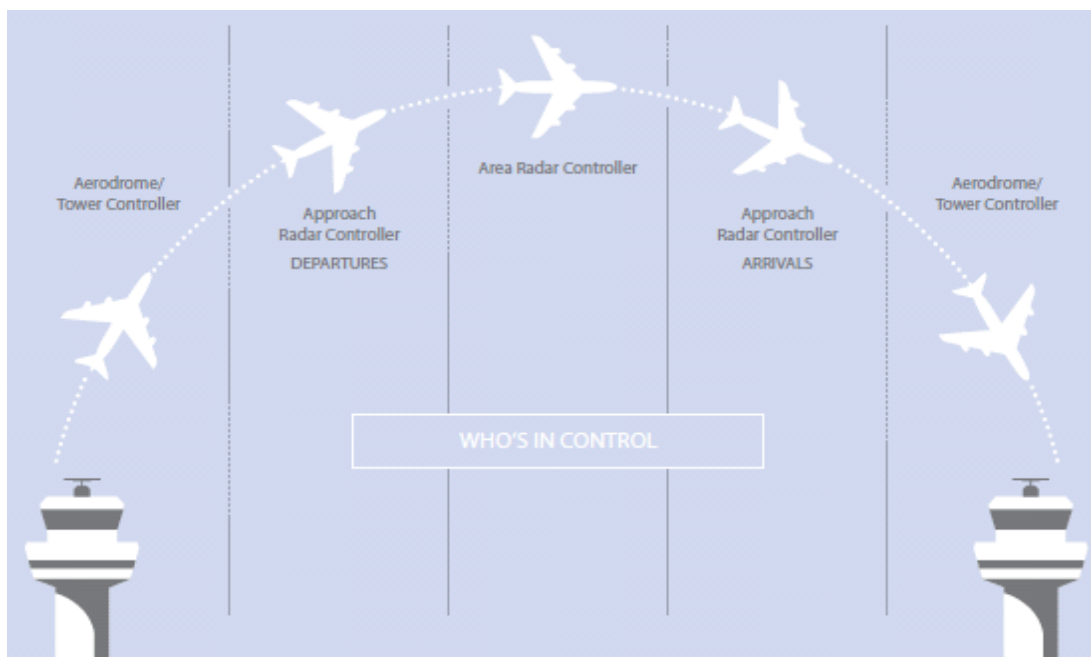 Aerodrome/
Tower Controller
Approach
Radar Controller
DEPARTURES
Area Radar Controller
Approach
Radar Controller
ARRIVALS
Aerodrome/
Tower Controller
WHO'S IN CONTROL